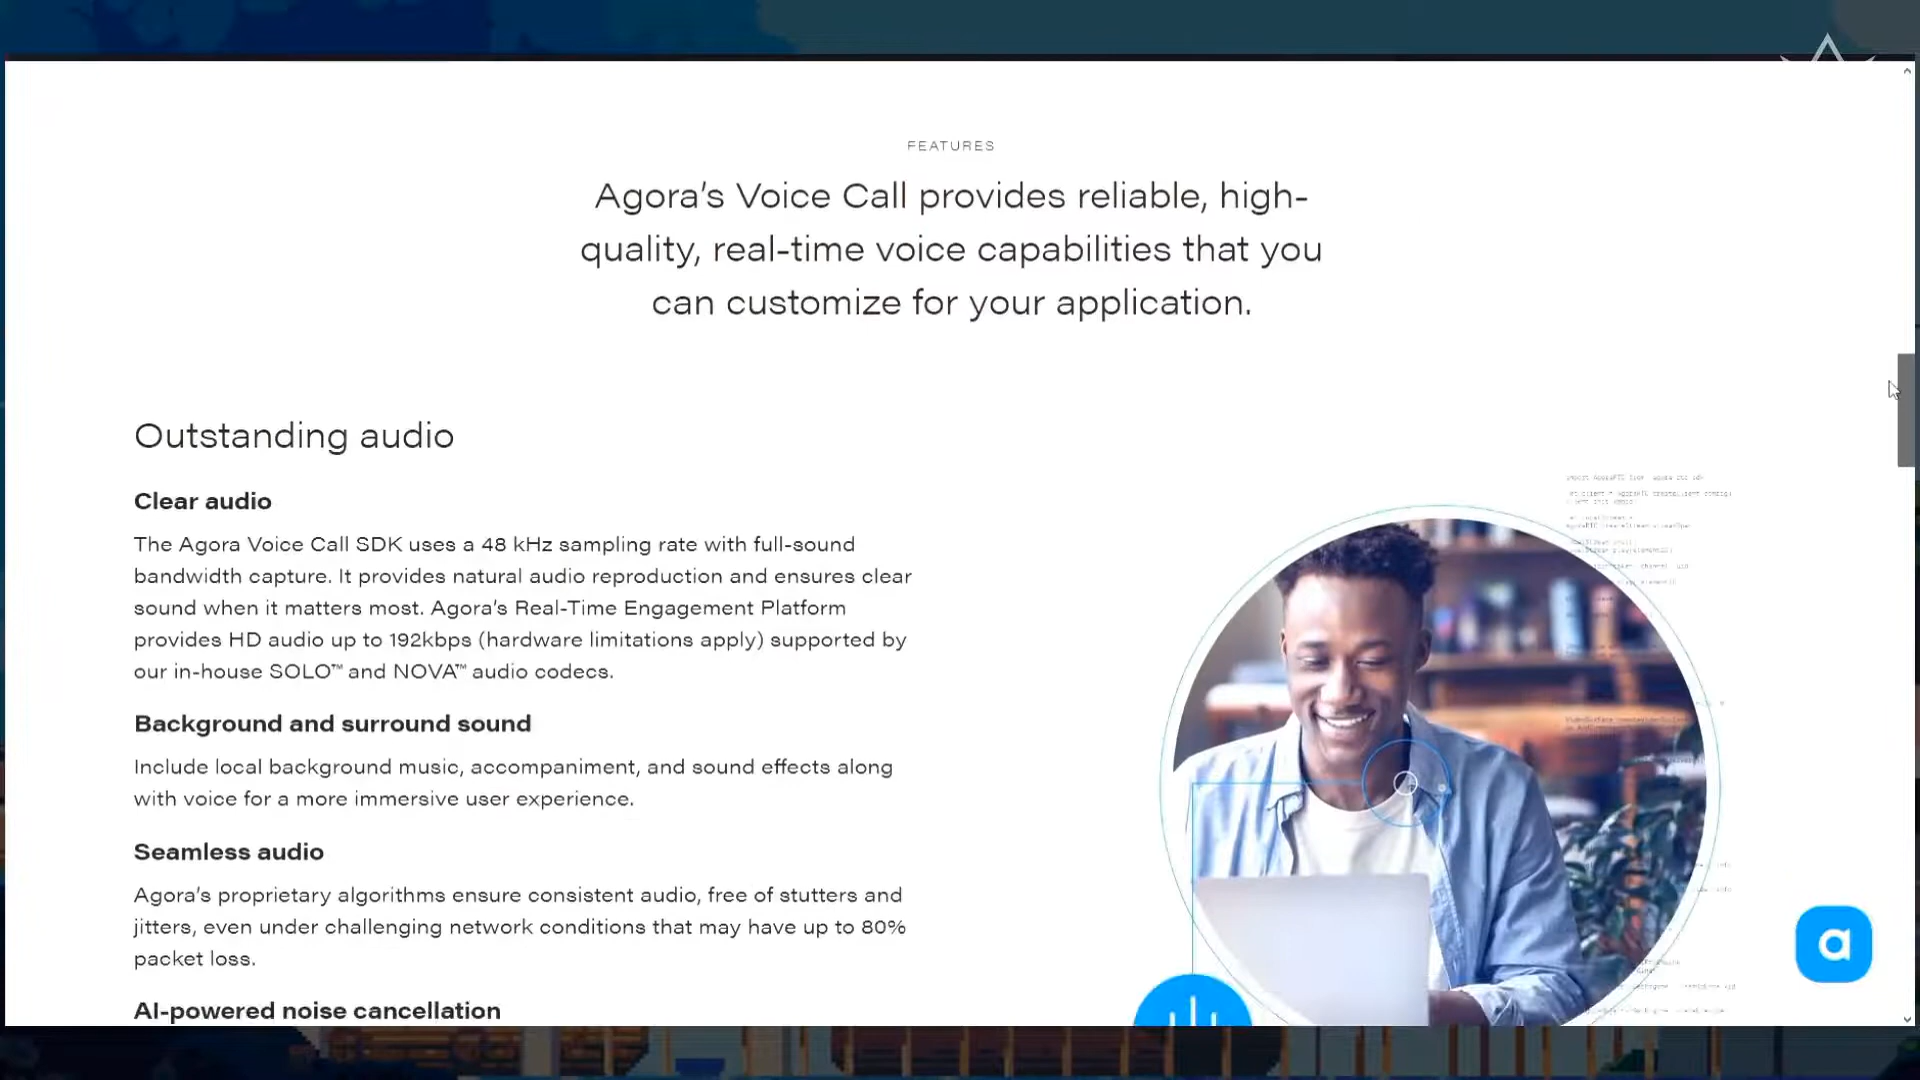 FEATURES
Agora’s Voice Call provides reliable, high-
quality, real-time voice capabilities that you
can customize for your application.
Outstanding audio
Clear audio
The Agora Voice Call SDK uses a 48 kHz sampling rate with full-sound
bandwidth capture. It provides natural audio reproduction and ensures clear
sound when it matters most. Agora’s Real-Time Engagement Platform
provides HD audio up to 192kbps (hardware limitations apply) supported by
our in-house SOLO™ and NOVA™ audio codecs.
Background and surround sound
Include local background music, accompaniment, and sound effects along
with voice for a more immersive user experience.
Seamless audio
Agora’s proprietary algorithms ensure consistent audio, free of stutters and
jitters, even under challenging network conditions that may have up to 80%
packet loss.
AI-powered noise cancellation
a